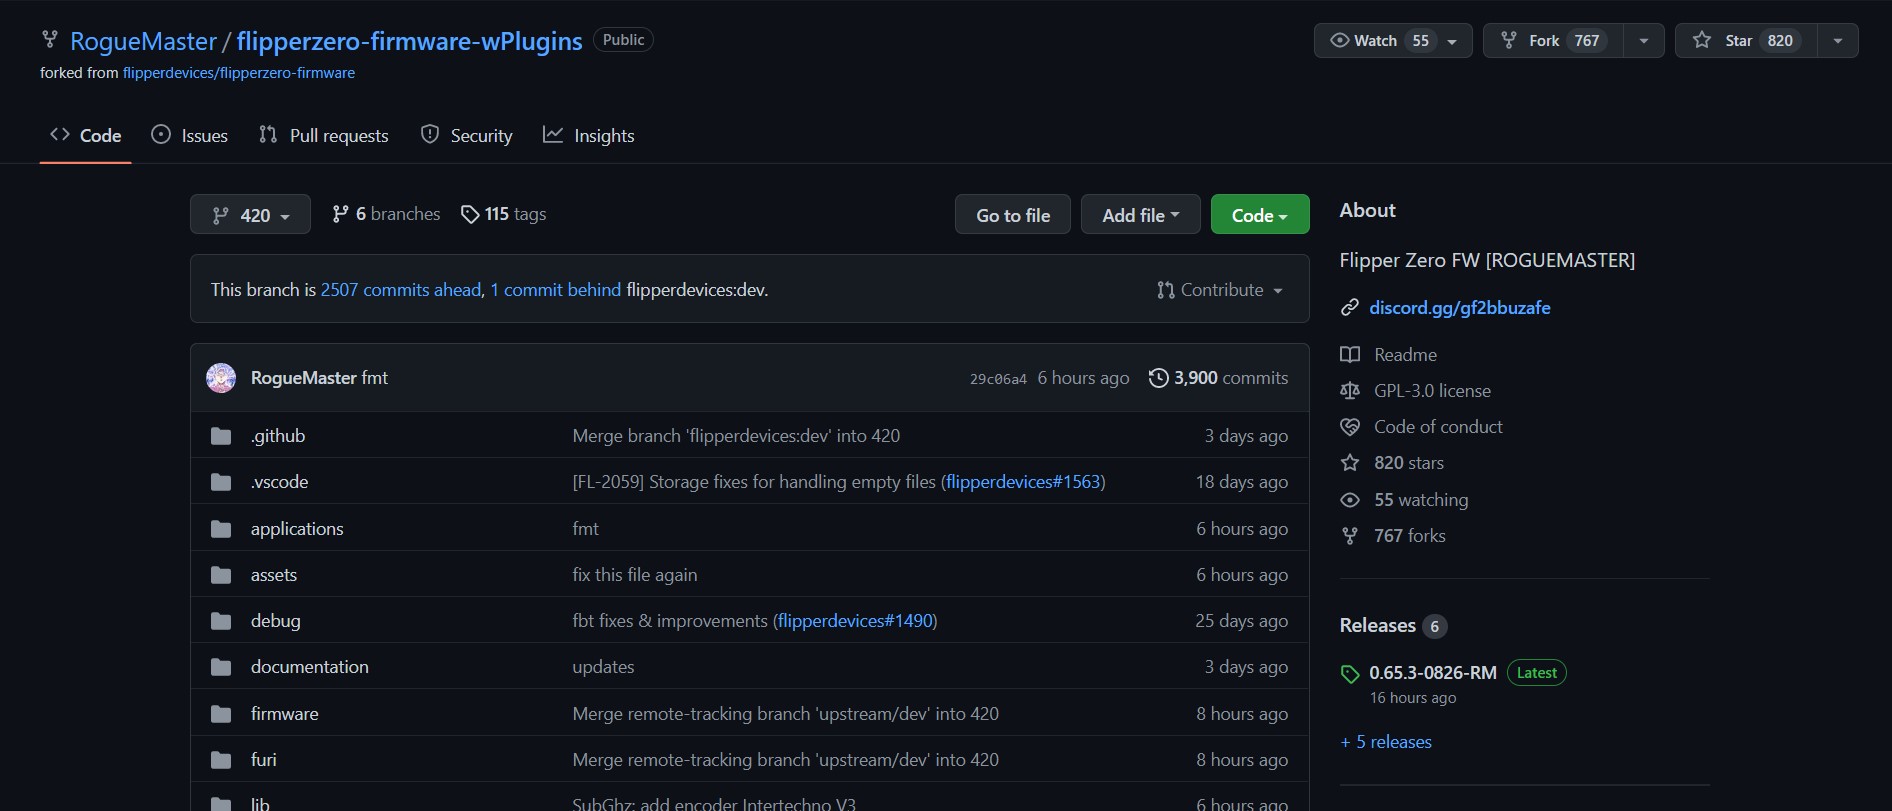 RogueMaster / flipperzero-firmware-wPlugins Public
Watch 55 Fork 767 Star 820
forked from flipperdevices/flipperzero-firmware
Code Issues Pull requests Security Insights
420 6 branches 115 tags Go to file Add file Code
This branch is 2507 commits ahead, 1 commit behind flipperdevices:dev. Contribute
RogueMaster fmt 29c06a4 6 hours ago 3,900 commits
.github Merge branch 'flipperdevices:dev' into 420 3 days ago
.vscode [FL-2059] Storage fixes for handling empty files (flipperdevices#1563) 18 days ago
applications fmt 6 hours ago
assets fix this file again 6 hours ago
debug fbt fixes & improvements (flipperdevices#1490) 25 days ago
documentation updates 3 days ago
firmware Merge remote-tracking branch 'upstream/dev' into 420 8 hours ago
furi Merge remote-tracking branch 'upstream/dev' into 420 8 hours ago
lib SubGhz: add encoder Intertechno V3 6 hours ago
About
Flipper Zero FW [ROGUEMASTER]
discord.gg/gf2bbuzafe
Readme
GPL-3.0 license
Code of conduct
820 stars
55 watching
767 forks
Releases 6
0.65.3-0826-RM Latest
16 hours ago
+ 5 releases